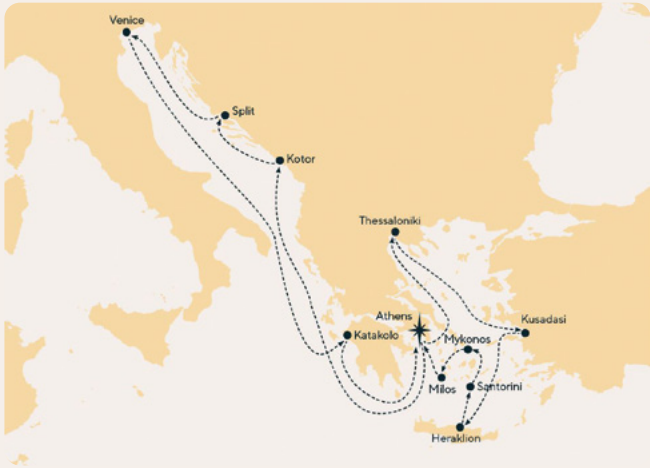 Venice
Split
Kotor
Thessaloniki
Athens
Kusadasi
Katakolo
Mykonos
Milos
Santorini
Heraklion